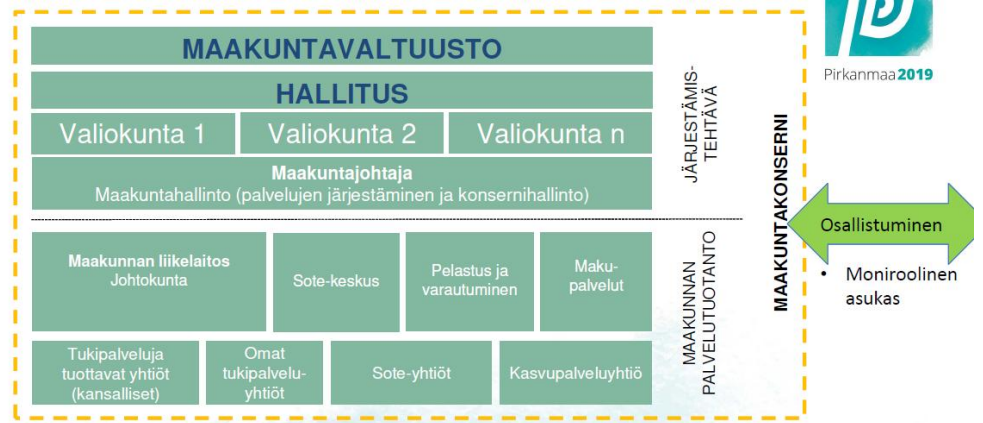 MAAKUNTAVALTUUSTO
HALLITUS
Valiokunta 1
Valiokunta 2
Valiokunta n
Maakuntajohtaja
Maakuntahallinto (palvelujen järjestäminen ja konsernihallinto)
JÄRJESTÄMIS-
TEHTÄVÄ
Maakunnan liikelaitos
Johtokunta
Sote-keskus
Pelastus ja
varautuminen
Maku-
palvelut
Tukipalveluja
tuottavat yhtiöt
(kansalliset)
Omat
tukipalvelu-
yhtiöt
Sote-yhtiöt
Kasvupalveluyhtiö
MAAKUNNAN
PALVELUTUOTANTO
MAAKUNTAKONSERNI
Pirkanmaa2019
Osallistuminen
• Moniroolinen
asukas